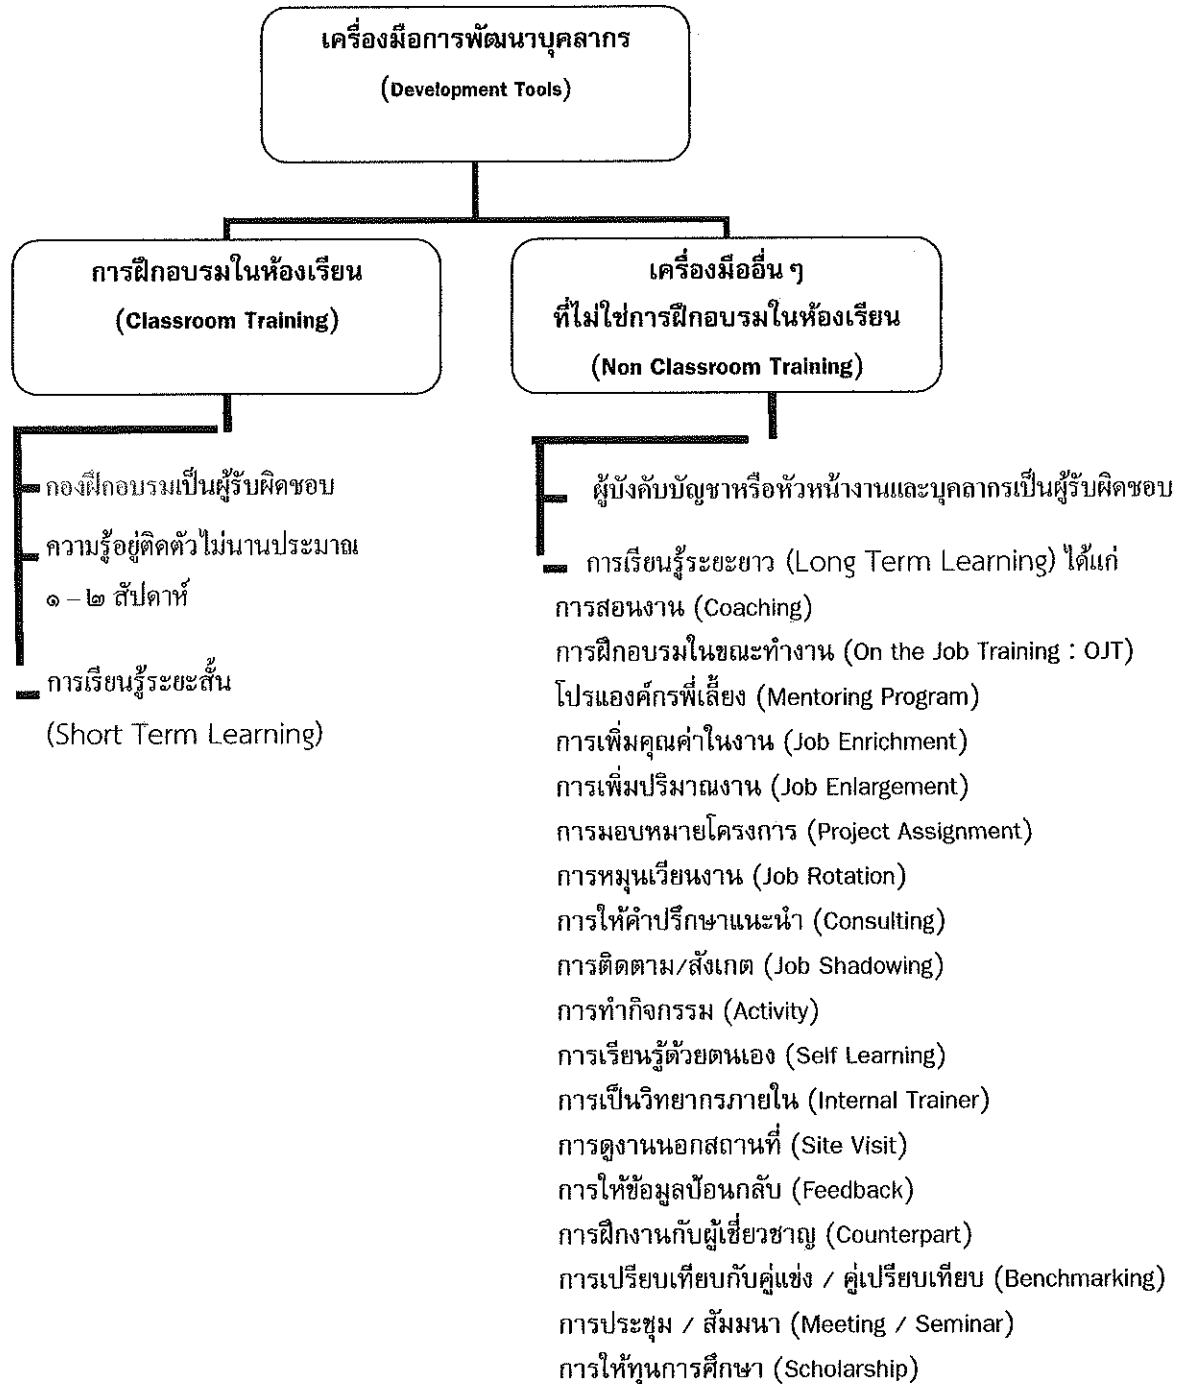 เครื่องมือการพัฒนาบุคลากร
(Development Tools)
การฝึกอบรมในห้องเรียน
(Classroom Training)
กองฝึกอบรมเป็นผู้รับผิดชอบ
ความรู้อยู่ติดตัวไม่นานประมาณ
๑ – ๒ สัปดาห์
การเรียนรู้ระยะสั้น
(Short Term Learning)
เครื่องมืออื่น ๆ
ที่ไม่ใช่การฝึกอบรมในห้องเรียน
(Non Classroom Training)
ผู้บังคับบัญชาหรือหัวหน้างานและบุคลากรเป็นผู้รับผิดชอบ
การเรียนรู้ระยะยาว (Long Term Learning) ได้แก่
การสอนงาน (Coaching)
การฝึกอบรมในขณะทำงาน (On the Job Training : OJT)
โปรแองค์กรพี่เลี้ยง (Mentoring Program)
การเพิ่มคุณค่าในงาน (Job Enrichment)
การเพิ่มปริมาณงาน (Job Enlargement)
การมอบหมายโครงการ (Project Assignment)
การหมุนเวียนงาน (Job Rotation)
การให้คำปรึกษาแนะนำ (Consulting)
การติดตาม/สังเกต (Job Shadowing)
การทำกิจกรรม (Activity)
การเรียนรู้ด้วยตนเอง (Self Learning)
การเป็นวิทยากรภายใน (Internal Trainer)
การดูงานนอกสถานที่ (Site Visit)
การให้ข้อมูลป้อนกลับ (Feedback)
การฝึกงานกับผู้เชี่ยวชาญ (Counterpart)
การเปรียบเทียบกับคู่แข่ง / คู่เปรียบเทียบ (Benchmarking)
การประชุม / สัมมนา (Meeting / Seminar)
การให้ทุนการศึกษา (Scholarship)